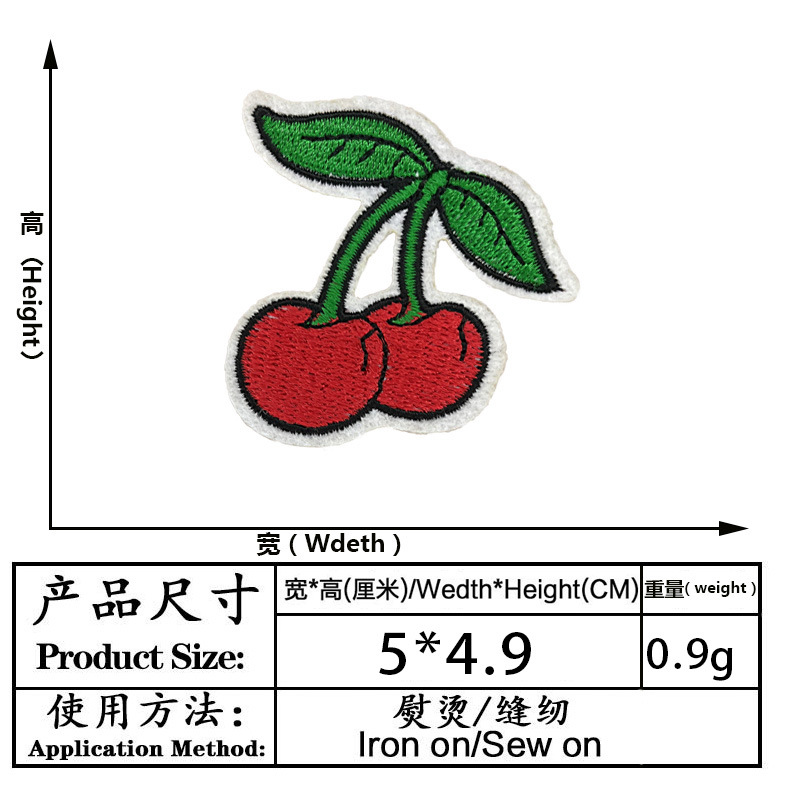 高
(Height)
宽 ( Wdeth )
产品尺寸
Product Size:
宽*高(厘米)/Wedth*Height(CM)
重量( weight )
5*4.9
0.9g
使用方法:
Application Method:
熨烫/缝纫
Iron on/Sew on